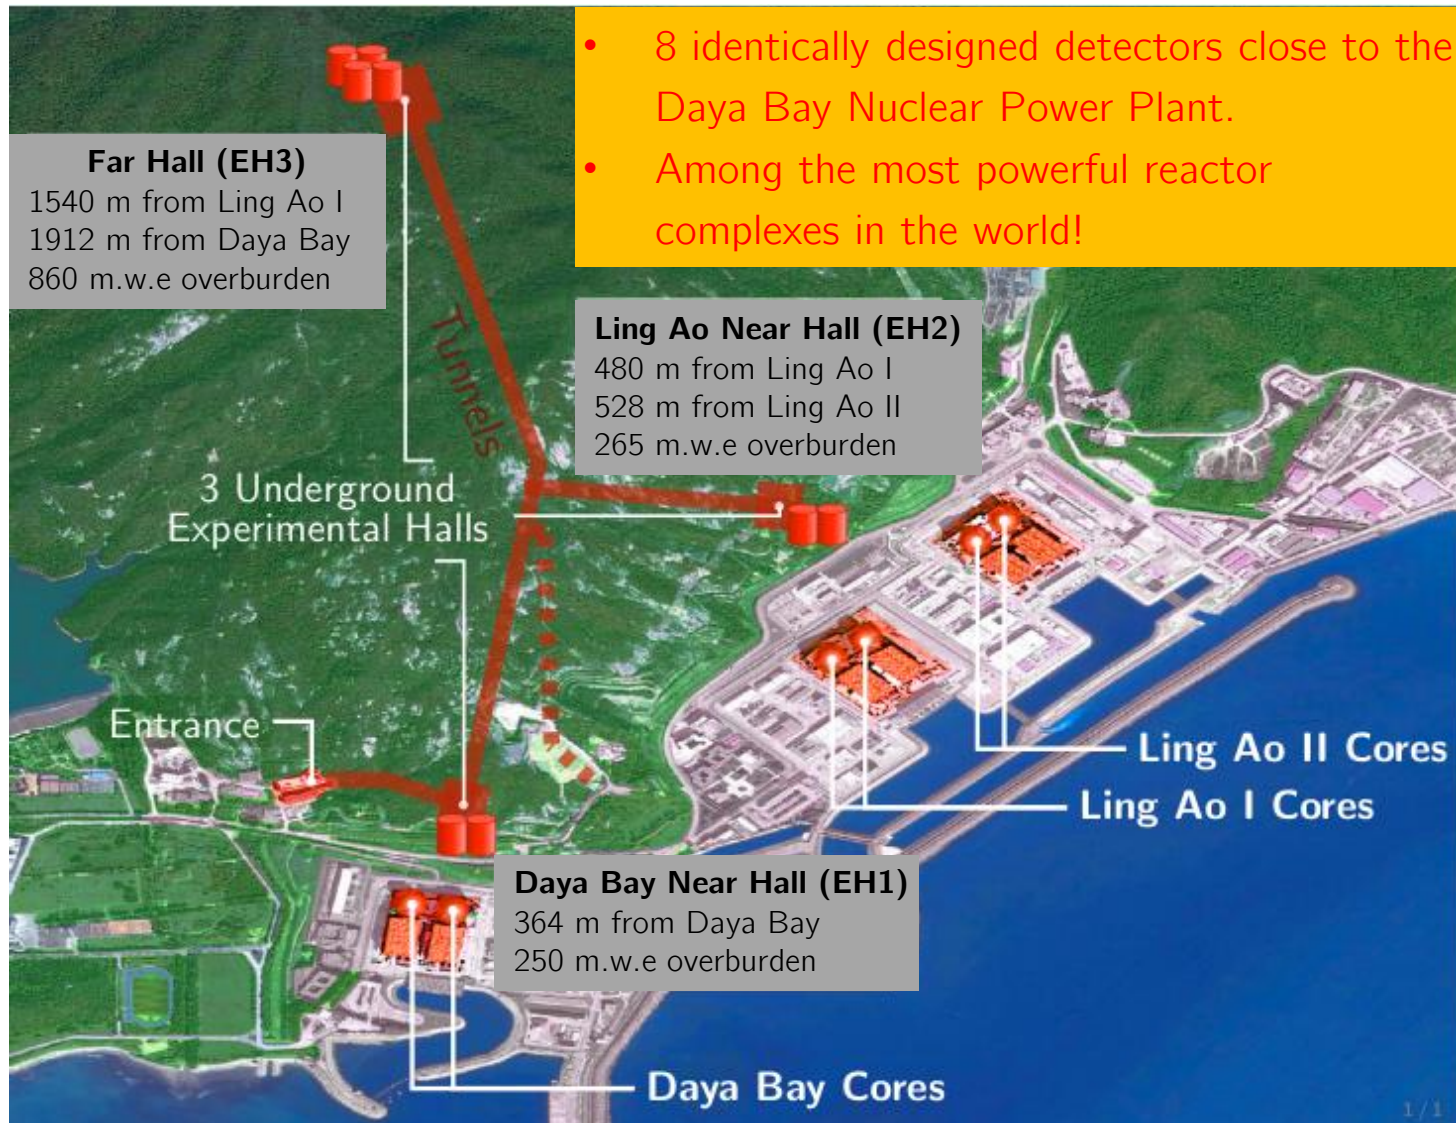 • 8 identically designed detectors close to the
Daya Bay Nuclear Power Plant.
• Among the most powerful reactor
complexes in the world!
Far Hall (EH3)
1540 m from Ling Ao I
1912 m from Daya Bay
860 m.w.e overburden
Tunnels
Ling Ao Near Hall (EH2)
480 m from Ling Ao I
528 m from Ling Ao II
265 m.w.e overburden
3 Underground
Experimental Halls
Entrance
Ling Ao II Cores
Ling Ao I Cores
Daya Bay Near Hall (EH1)
364 m from Daya Bay
250 m.w.e overburden
Daya Bay Cores
1 / 1